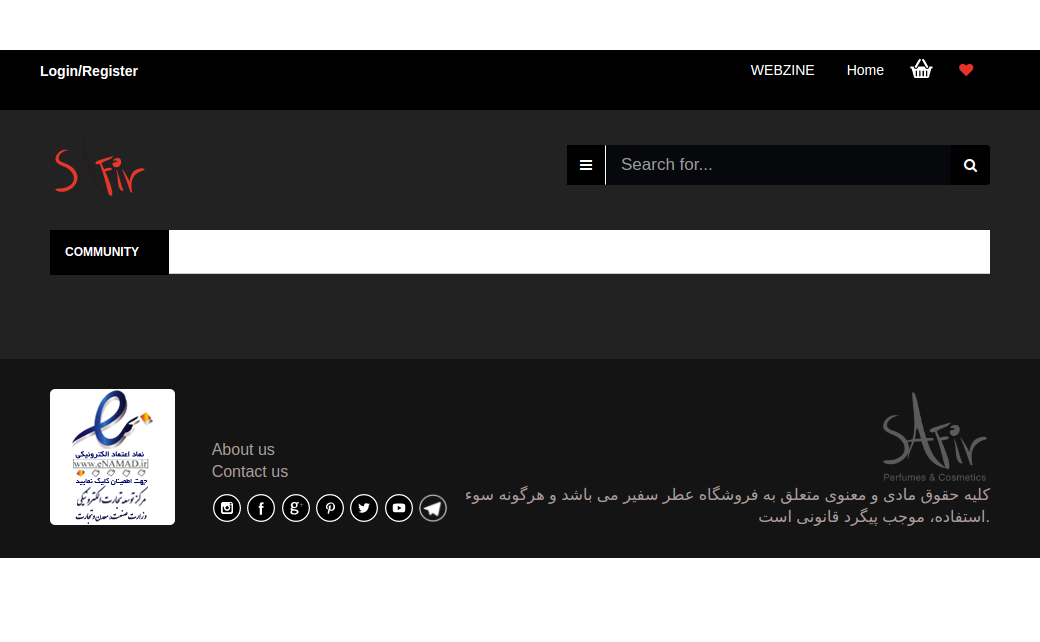 Login/Register
WEBZINE
Home
SAFir
Search for...
COMMUNITY
نماد اعتماد الکترونیکی
www.eNAMAD.ir
جهت اطمینان کلیک نمایید
مرکز توسعه تجارت الکترونیکی
وزارت صنعت، معدن و تجارت
About us
Contact us
SAFir
Perfumes & Cosmetics
کلیه حقوق مادی و معنوی متعلق به فروشگاه عطر سفیر می باشد و هرگونه سوء
استفاده، موجب پیگرد قانونی است.